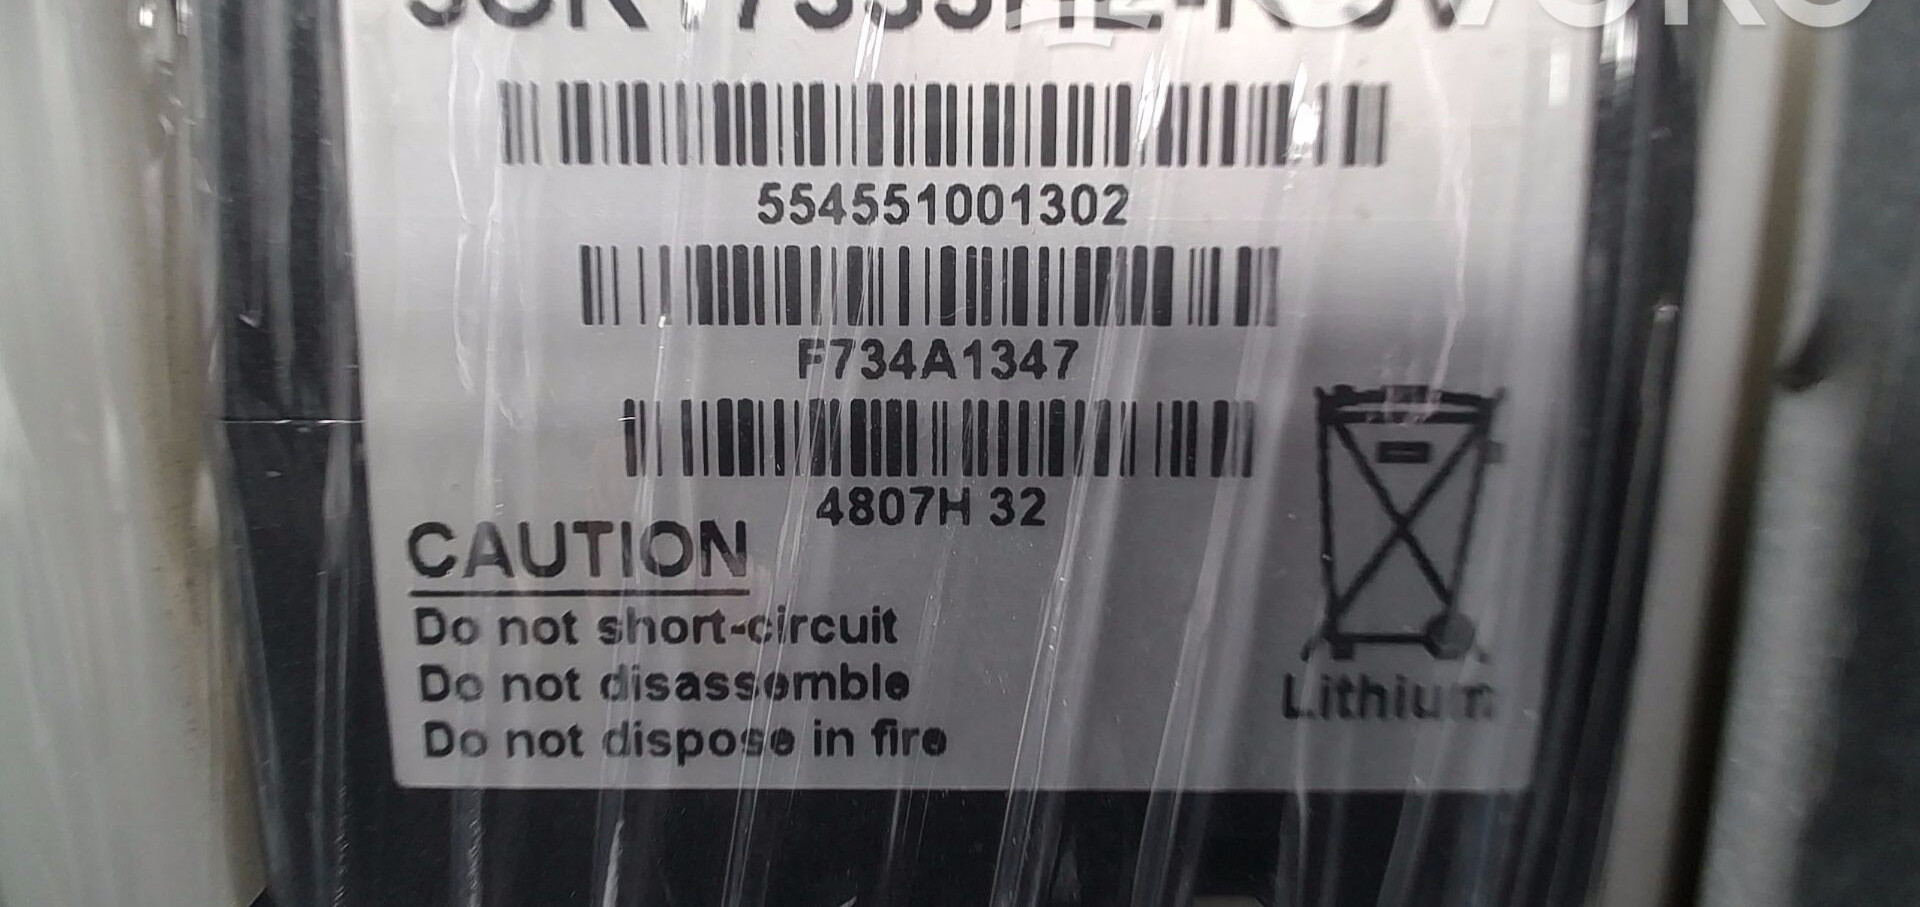 554551001302
F734A1347
4807H 32
CAUTION
Do not short-circuit
Do not disassemble
Do not dispose in fire
Lithium